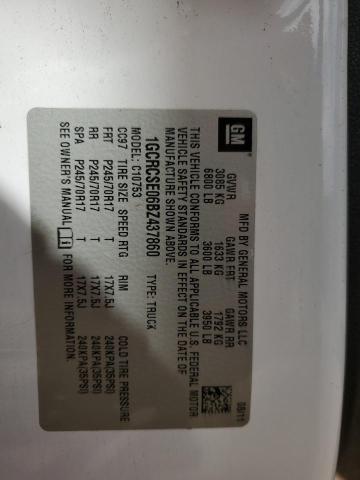 GM
MFD BY GENERAL MOTORS LLC 08/11
GVWR GAWR FRT GAWR RR
3085 KG 1633 KG 1792 KG
6800 LB 3600 LB 3950 LB
THIS VEHICLE CONFORMS TO ALL APPLICABLE U.S. FEDERAL MOTOR
VEHICLE SAFETY STANDARDS IN EFFECT ON THE DATE OF
MANUFACTURE SHOWN ABOVE.
1GCRCSE06BZ437860 TYPE: TRUCK
MODEL: C10753
CC97 TIRE SIZE SPEED RTG RIM COLD TIRE PRESSURE
FRT P245/70R17 T 17X7.5J 240KPA(35PSI)
RR P245/70R17 T 17X7.5J 240KPA(35PSI)
SPA P245/70R17 T 17X7.5J 240KPA(35PSI)
SEE OWNER'S MANUAL FOR MORE INFORMATION.